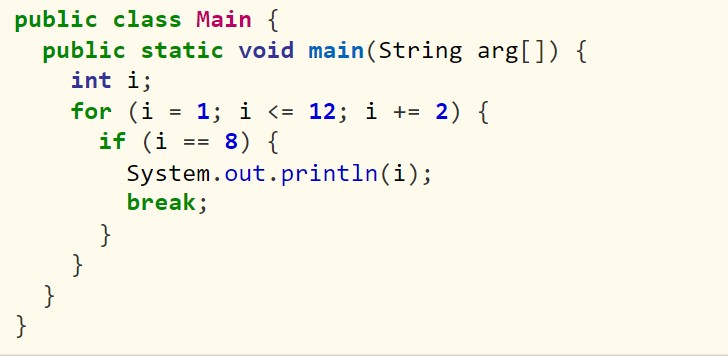 public class Main {
  public static void main(String arg[]) {
    int i;
    for (i = 1; i <= 12; i += 2) {
      if (i == 8) {
        System.out.println(i);
        break;
      }
    }
  }
}